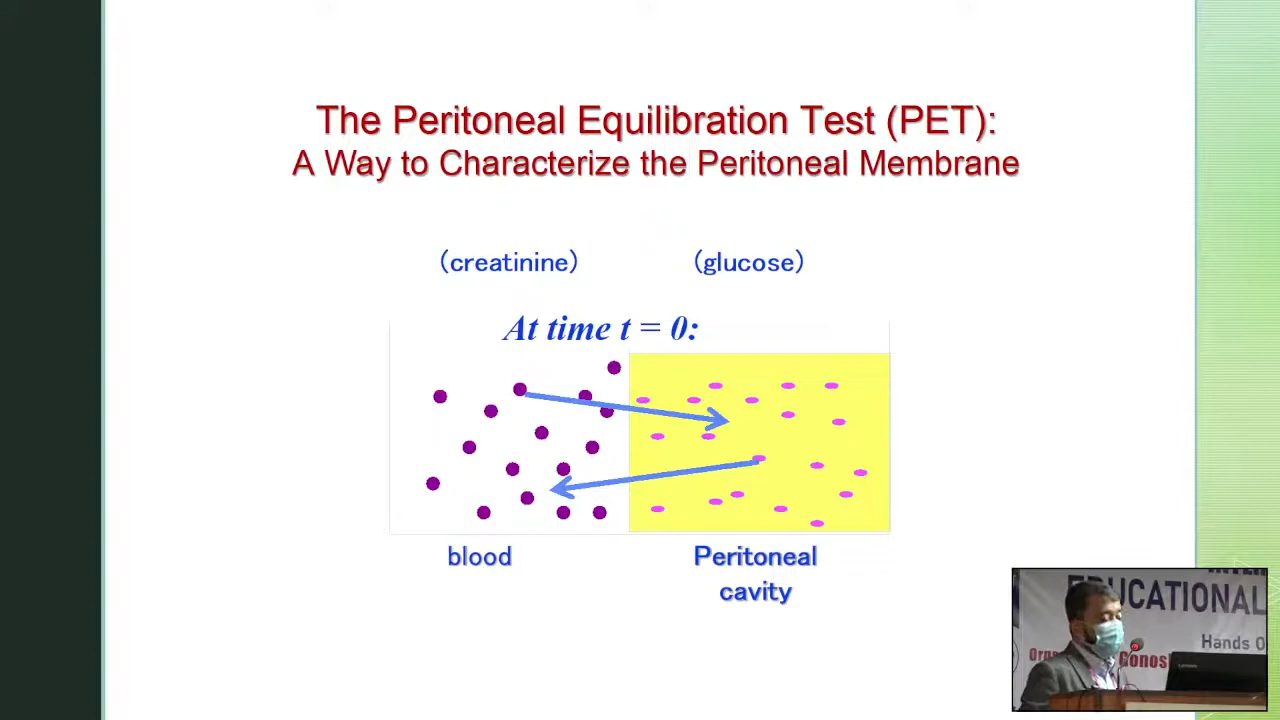 The Peritoneal Equilibration Test (PET):
A Way to Characterize the Peritoneal Membrane
(creatinine) (glucose)
At time t = 0:
blood Peritoneal
cavity
EDUCATIONAL
Hands O
Lenovo